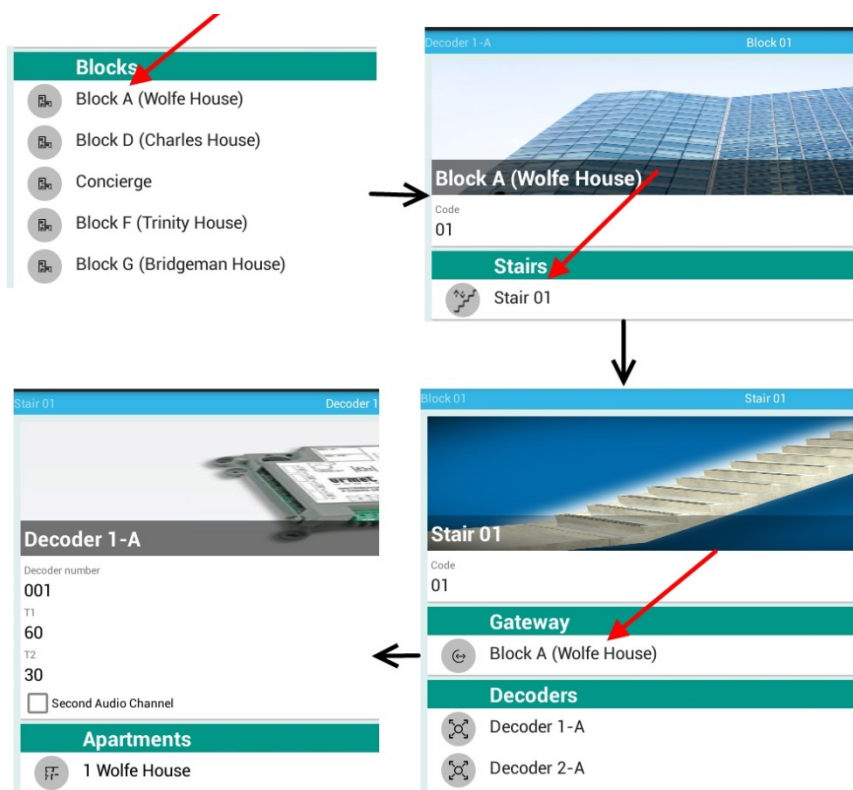 Blocks
Block A (Wolfe House)
Block D (Charles House)
Concierge
Block F (Trinity House)
Block G (Bridgeman House)
Decoder 1-A Block 01
Block A (Wolfe House)
Code
01
Stairs
Stair 01
Stair 01 Decoder 1
urmet
Decoder 1-A
Decoder number
001
T1
60
T2
30
Second Audio Channel
Apartments
1 Wolfe House
Block 01 Stair 01
Stair 01
Code
01
Gateway
Block A (Wolfe House)
Decoders
Decoder 1-A
Decoder 2-A